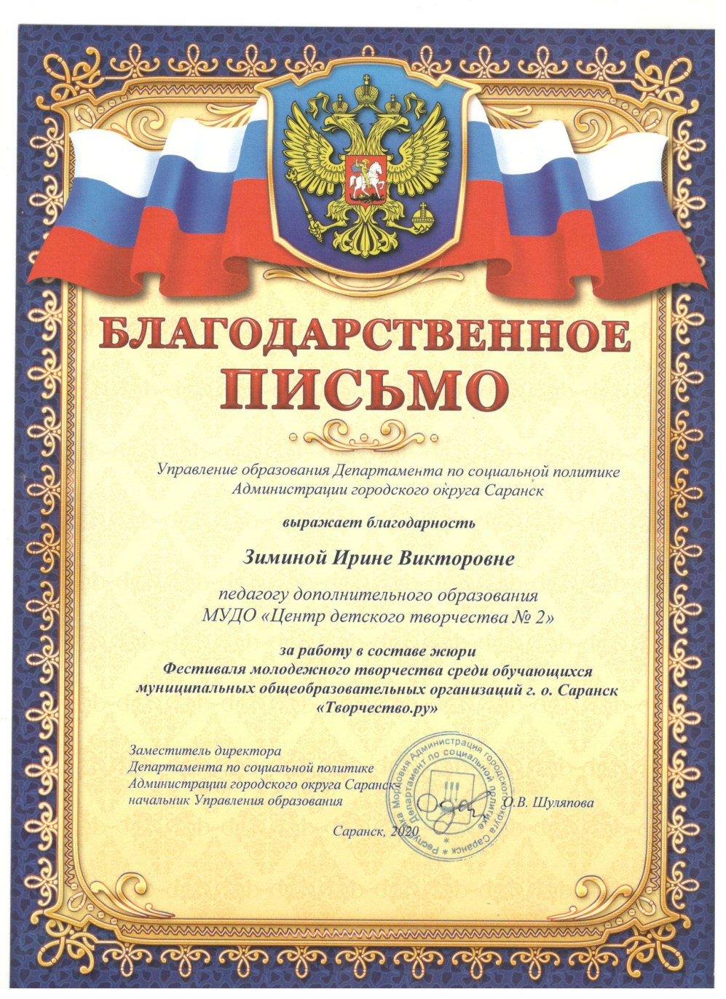 БЛАГОДАРСТВЕННОЕ
ПИСЬМО
Управление образования Департамента по социальной политике
Администрации городского округа Саранск
выражает благодарность
Зиминой Ирине Викторовне
педагогу дополнительного образования
МУДО «Центр детского творчества № 2»
за работу в составе жюри
Фестиваля молодежного творчества среди обучающихся
муниципальных общеобразовательных организаций г. о. Саранск
«Творчество.ру»
Заместитель директора
Департамента по социальной политике
Администрации городского округа Саранск-
начальник Управления образования
О.В. Шуляпова
Саранск, 2020
Республика Мордовия Администрация городского округа Саранск
Департамент по социальной политике